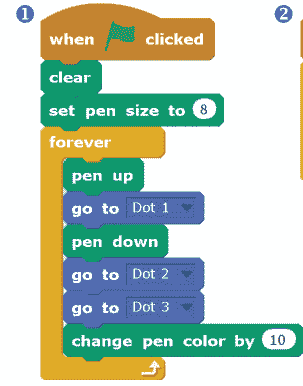 1 2
when clicked
clear
set pen size to 8
forever
pen up
go to Dot 1
pen down
go to Dot 2
go to Dot 3
change pen color by 10